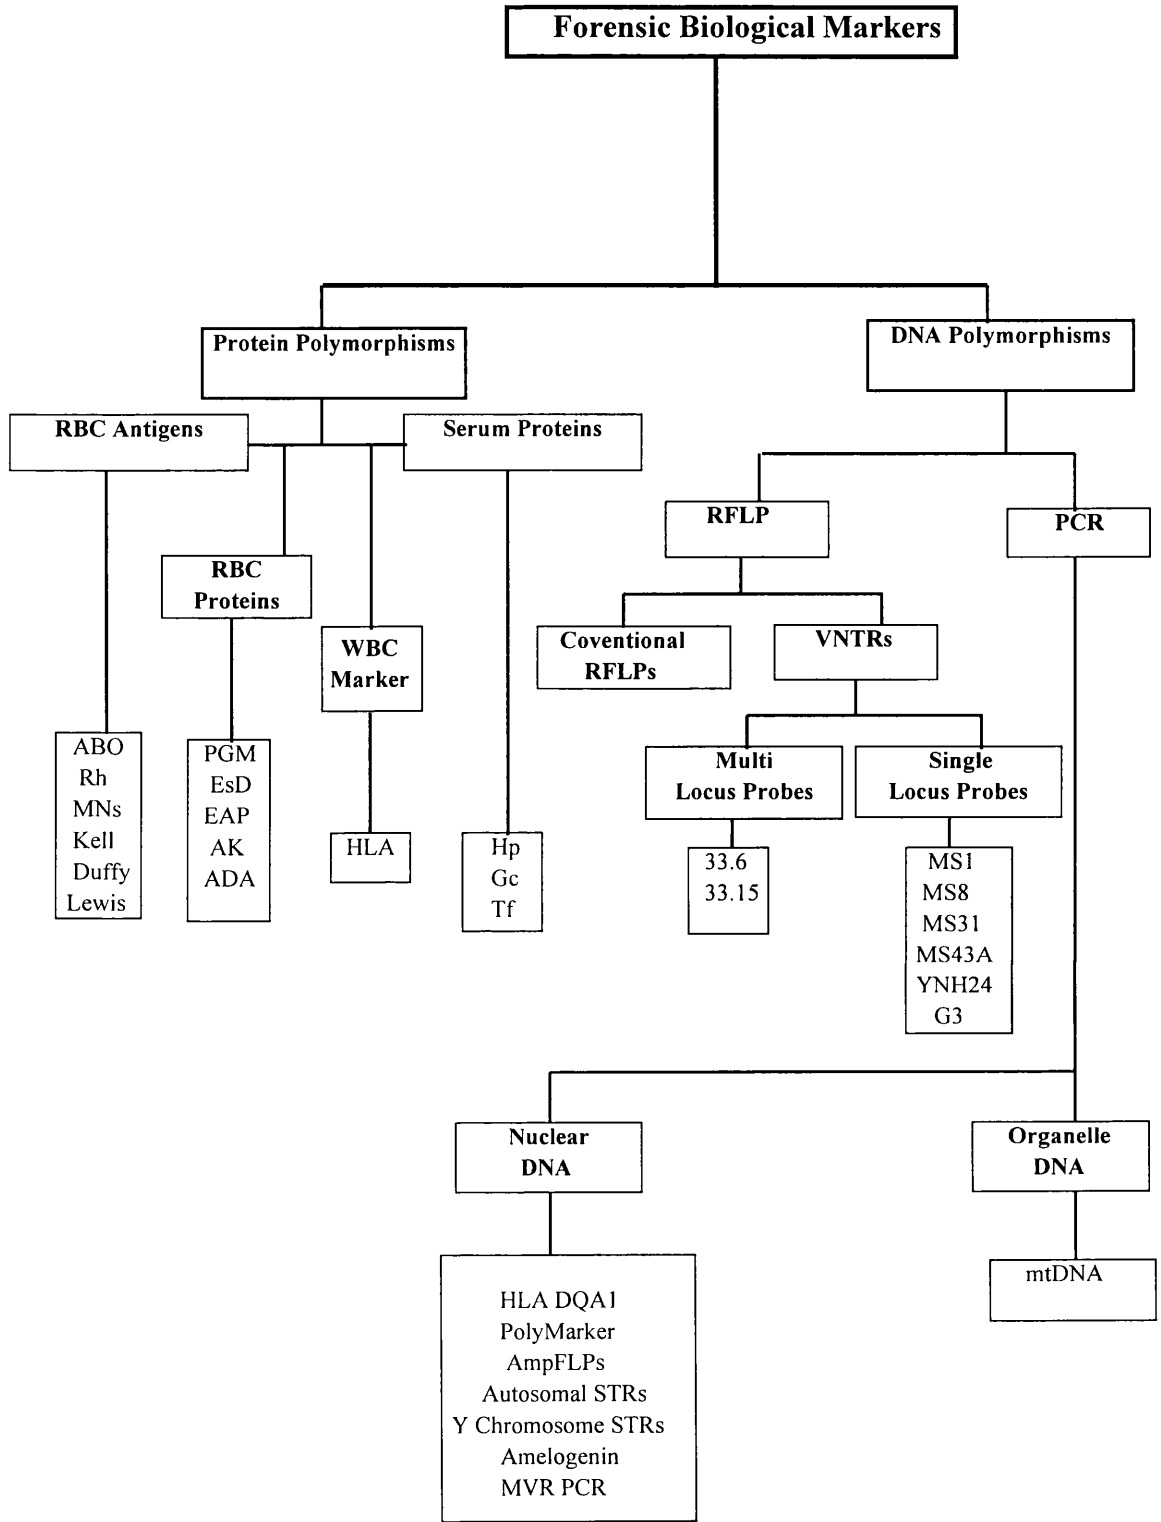 Forensic Biological Markers
Protein Polymorphisms
DNA Polymorphisms
RBC Antigens
Serum Proteins
RFLP
PCR
RBC
Proteins
Coventional
RFLPs
VNTRs
WBC
Marker
ABO
Rh
MNs
Kell
Duffy
Lewis
PGM
EsD
EAP
AK
ADA
HLA
Hp
Gc
Tf
Multi
Locus Probes
Single
Locus Probes
33.6
33.15
MS1
MS8
MS31
MS43A
YNH24
G3
Nuclear
DNA
Organelle
DNA
HLA DQA1
PolyMarker
AmpFLPs
Autosomal STRs
Y Chromosome STRs
Amelogenin
MVR PCR
mtDNA